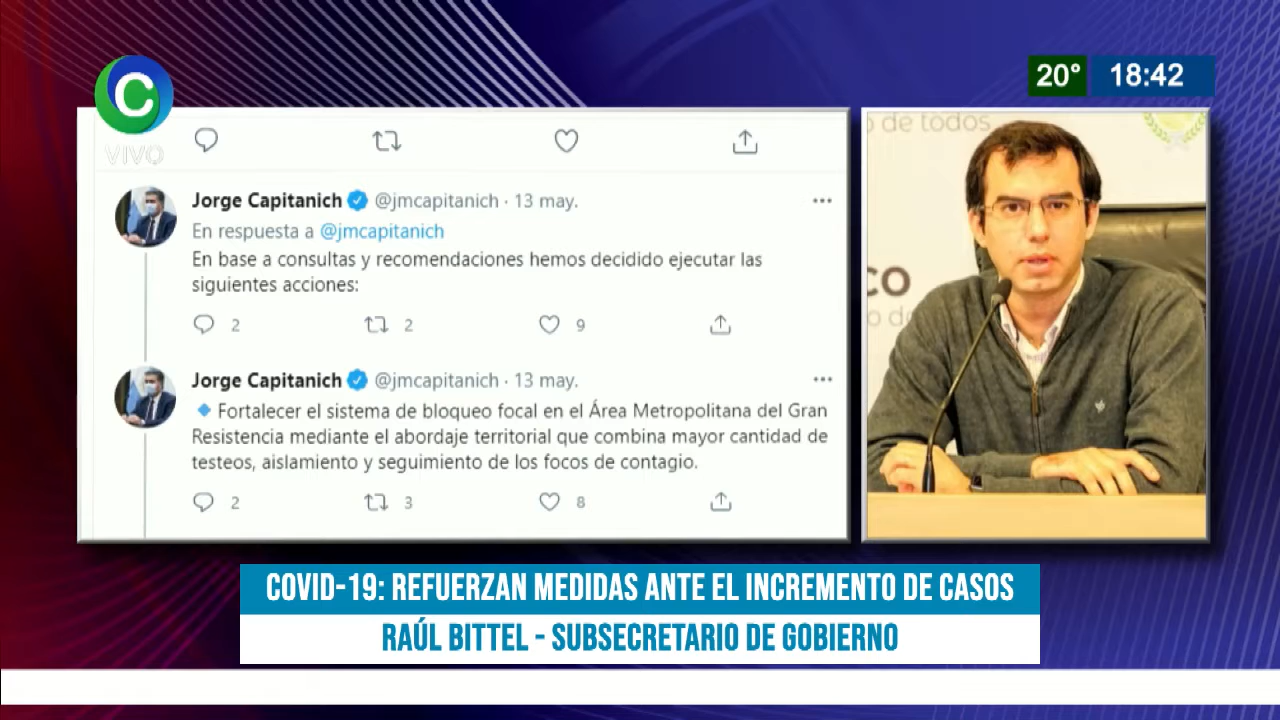 C
VIVO
20° 18:42
Jorge Capitanich @jmcapitanich · 13 may.
En respuesta a @jmcapitanich
En base a consultas y recomendaciones hemos decidido ejecutar las
siguientes acciones:
2 2 9
Jorge Capitanich @jmcapitanich · 13 may.
Fortalecer el sistema de bloqueo focal en el Área Metropolitana del Gran
Resistencia mediante el abordaje territorial que combina mayor cantidad de
testeos, aislamiento y seguimiento de los focos de contagio.
2 3 8
o de todos
co
o de
COVID-19: REFUERZAN MEDIDAS ANTE EL INCREMENTO DE CASOS
RAÚL BITTEL - SUBSECRETARIO DE GOBIERNO